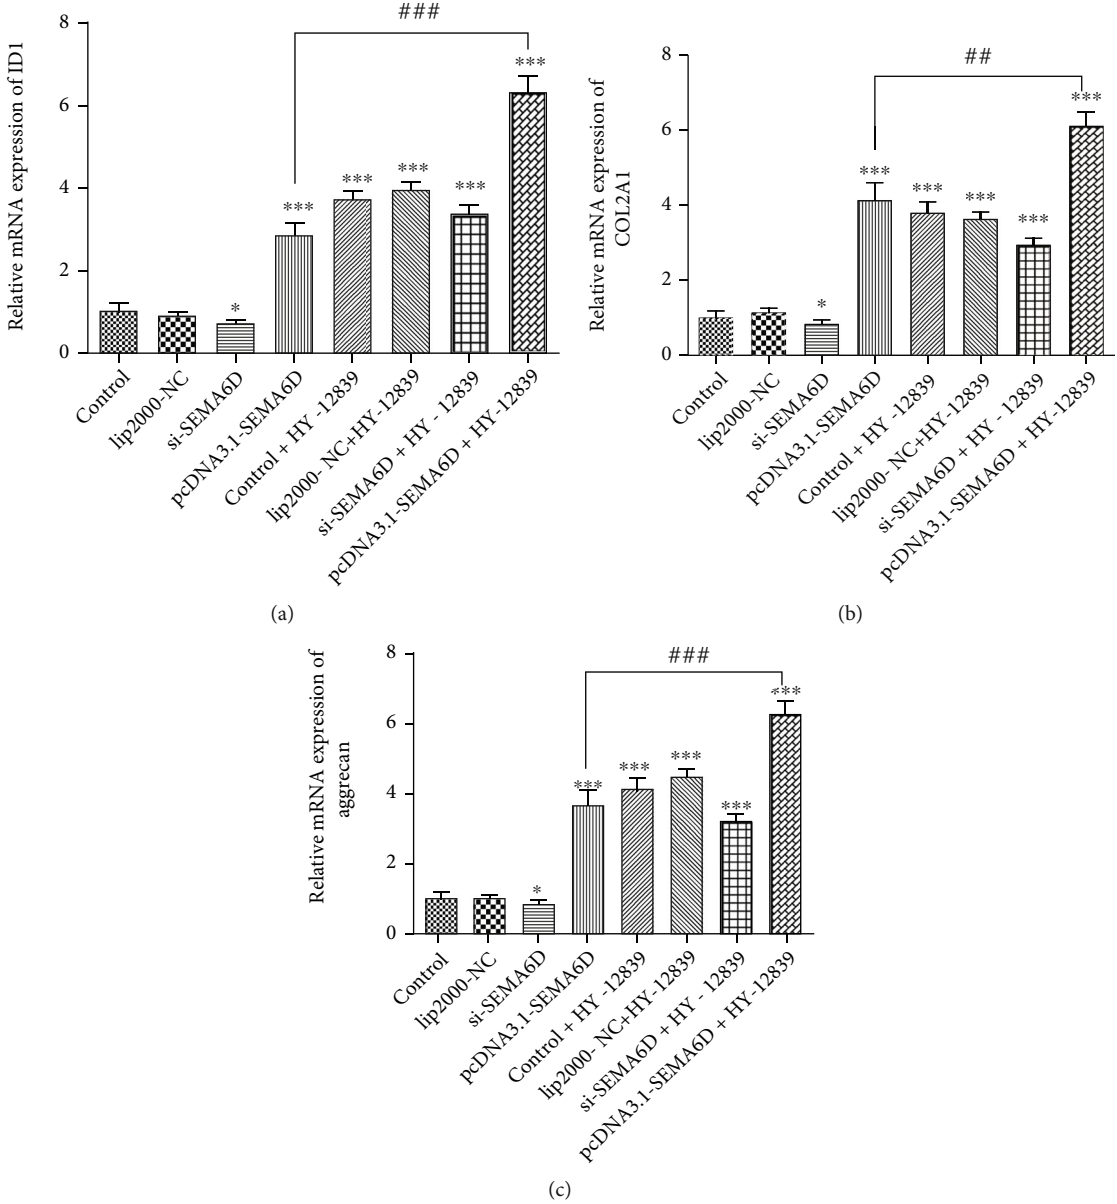 Relative mRNA expression of ID1
8
6
4
2
0
###
*
***
***
***
***
***
Control
lip2000-NC
si-SEMA6D
pcDNA3.1-SEMA6D
Control + HY -12839
lip2000- NC+HY-12839
si-SEMA6D + HY - 12839
pcDNA3.1-SEMA6D + HY-12839
(a)
Relative mRNA expression of
COL2A1
8
6
4
2
0
##
*
***
***
***
***
***
Control
lip2000-NC
si-SEMA6D
pcDNA3.1-SEMA6D
Control + HY -12839
lip2000- NC+HY-12839
si-SEMA6D + HY - 12839
pcDNA3.1-SEMA6D + HY-12839
(b)
Relative mRNA expression of
aggrecan
8
6
4
2
0
###
*
***
***
***
***
***
Control
lip2000-NC
si-SEMA6D
pcDNA3.1-SEMA6D
Control + HY -12839
lip2000- NC+HY-12839
si-SEMA6D + HY - 12839
pcDNA3.1-SEMA6D + HY-12839
(c)